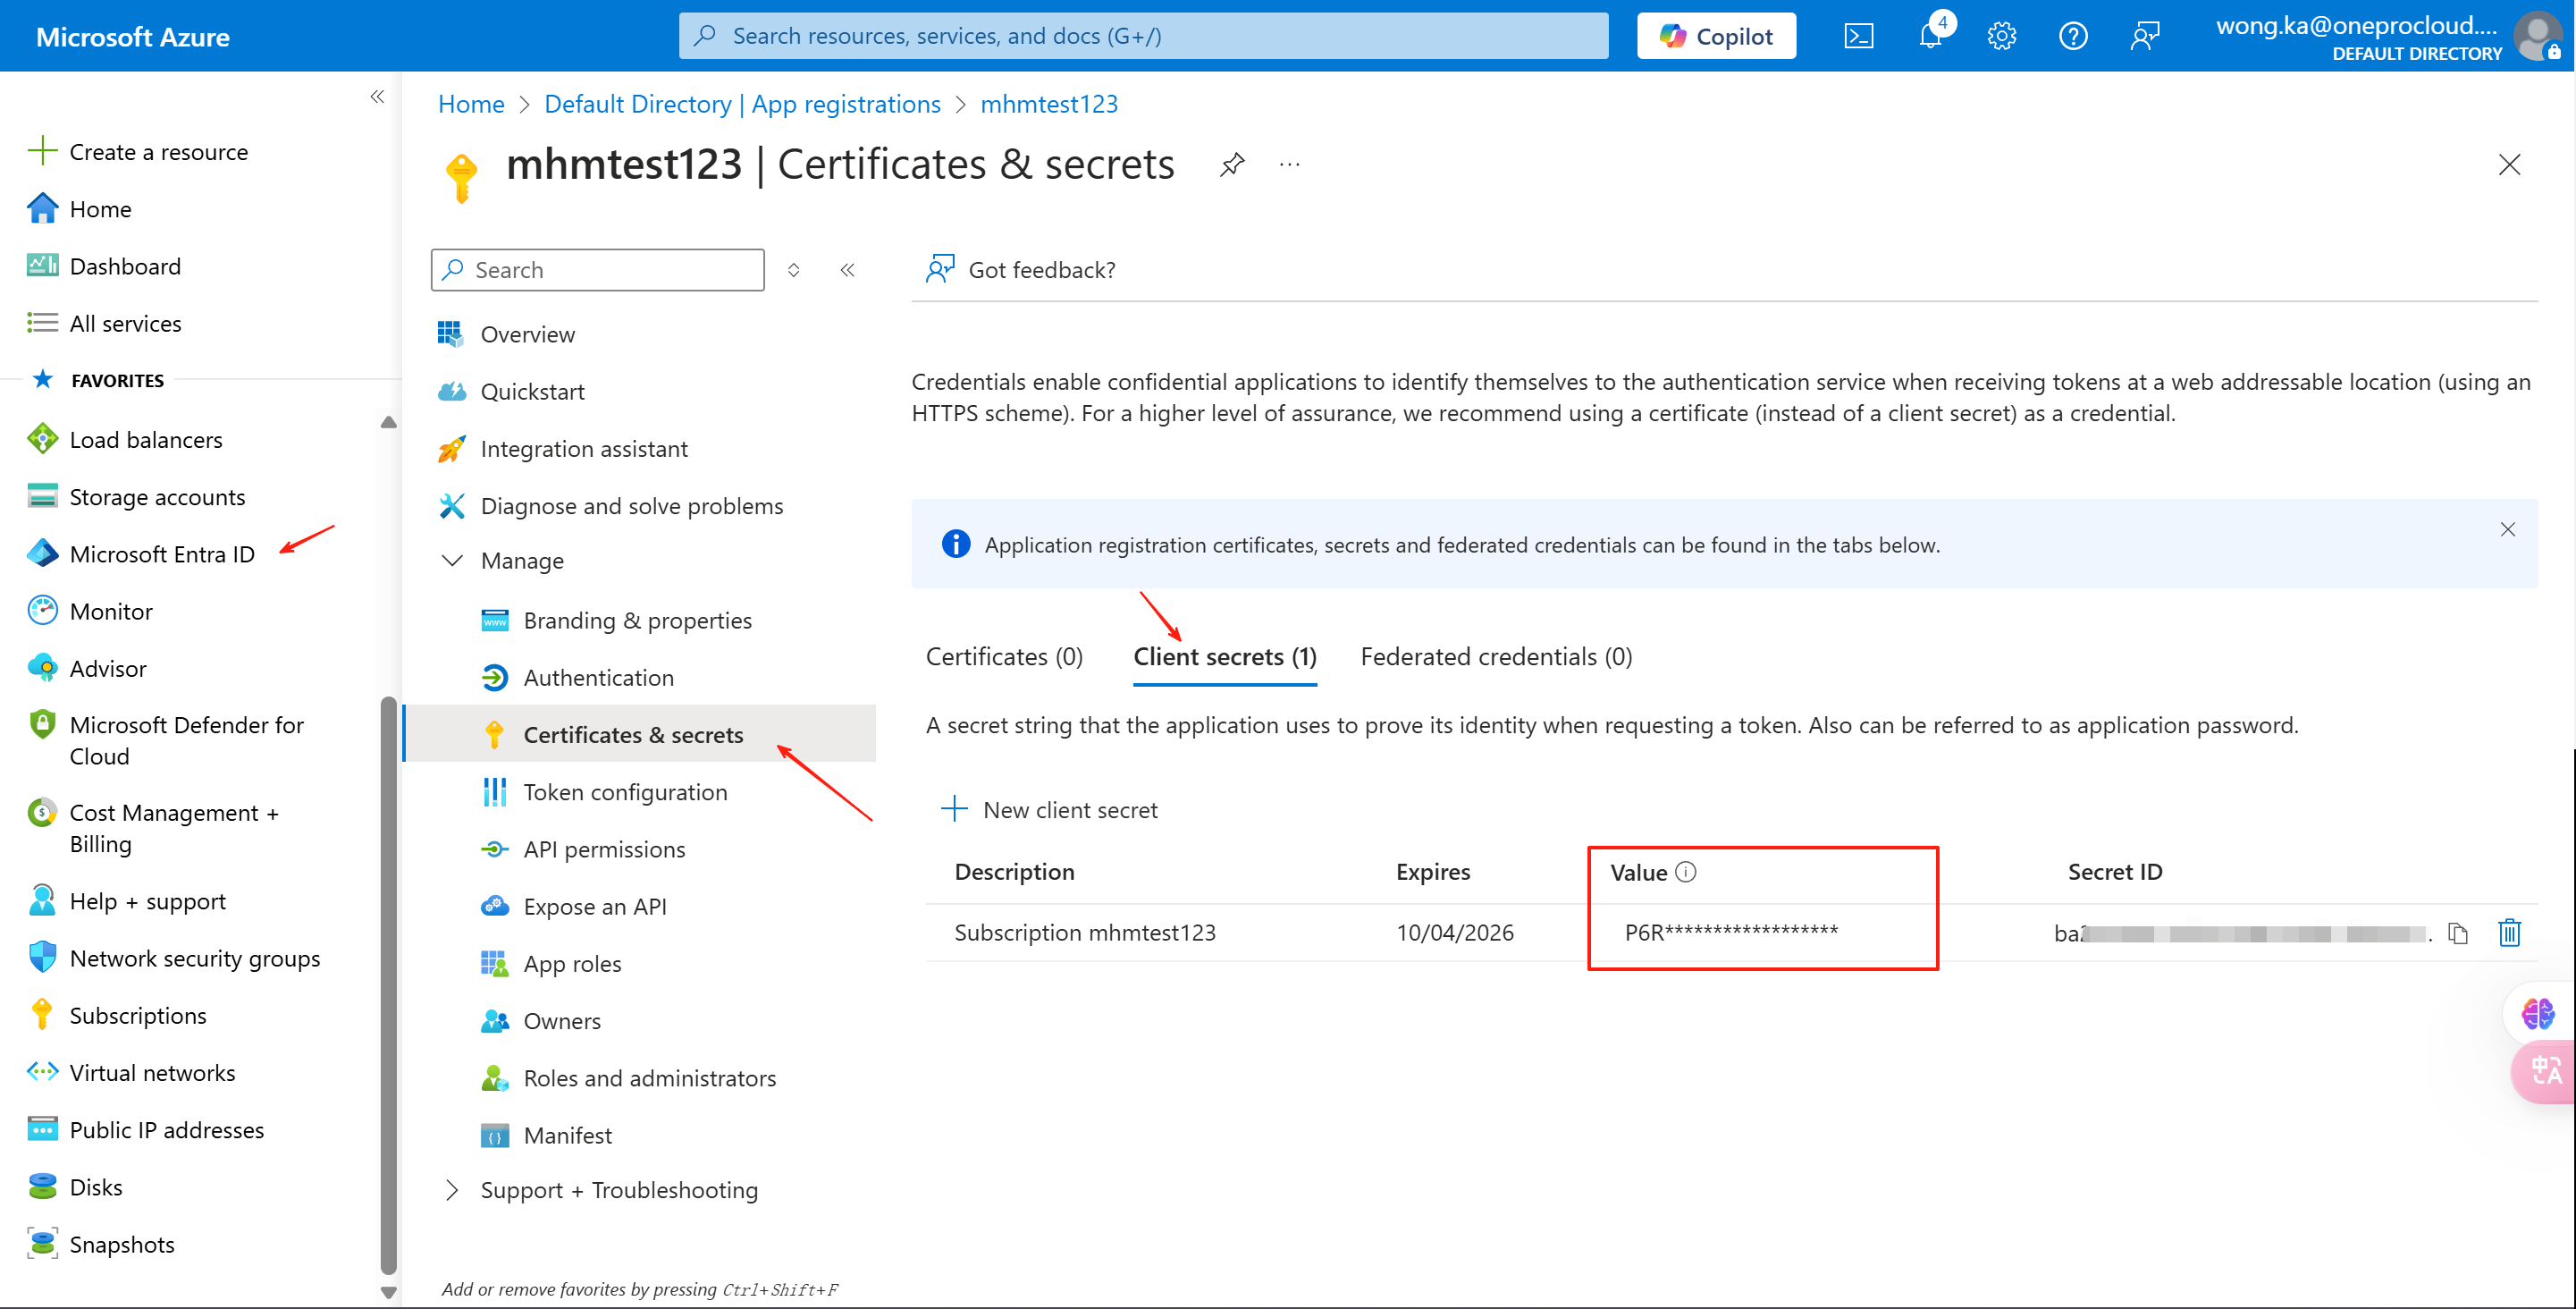 Microsoft Azure
Search resources, services, and docs (G+/)
Copilot
4
wong.ka@oneprocloud....
DEFAULT DIRECTORY
Create a resource
Home
Dashboard
All services
FAVORITES
Load balancers
Storage accounts
Microsoft Entra ID
Monitor
Advisor
Microsoft Defender for
Cloud
Cost Management +
Billing
Help + support
Network security groups
Subscriptions
Virtual networks
Public IP addresses
Disks
Snapshots
Home > Default Directory | App registrations > mhmtest123
mhmtest123 | Certificates & secrets
Search
Overview
Quickstart
Integration assistant
Diagnose and solve problems
Manage
Branding & properties
Authentication
Certificates & secrets
Token configuration
API permissions
Expose an API
App roles
Owners
Roles and administrators
Manifest
Support + Troubleshooting
Add or remove favorites by pressing Ctrl+Shift+F
Got feedback?
Credentials enable confidential applications to identify themselves to the authentication service when receiving tokens at a web addressable location (using an
HTTPS scheme). For a higher level of assurance, we recommend using a certificate (instead of a client secret) as a credential.
Application registration certificates, secrets and federated credentials can be found in the tabs below.
Certificates (0) Client secrets (1) Federated credentials (0)
A secret string that the application uses to prove its identity when requesting a token. Also can be referred to as application password.
New client secret
Description Expires Value Secret ID
Subscription mhmtest123 10/04/2026 P6R******************